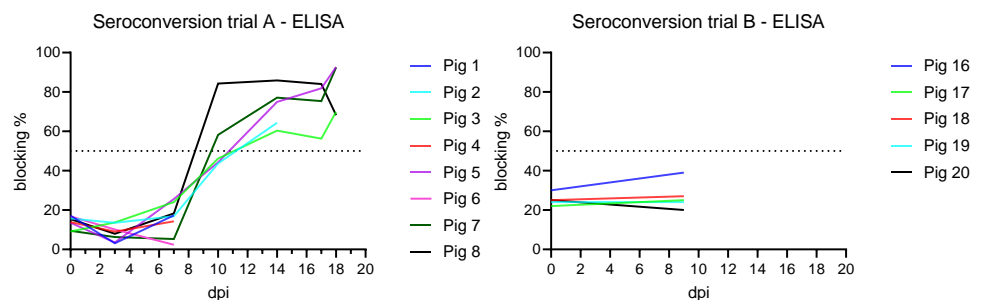 Seroconversion trial A - ELISA
blocking %
100
80
60
40
20
0
0 2 4 6 8 10 12 14 16 18 20
dpi
Pig 1
Pig 2
Pig 3
Pig 4
Pig 5
Pig 6
Pig 7
Pig 8
Seroconversion trial B - ELISA
blocking %
100
80
60
40
20
0
0 2 4 6 8 10 12 14 16 18 20
dpi
Pig 16
Pig 17
Pig 18
Pig 19
Pig 20